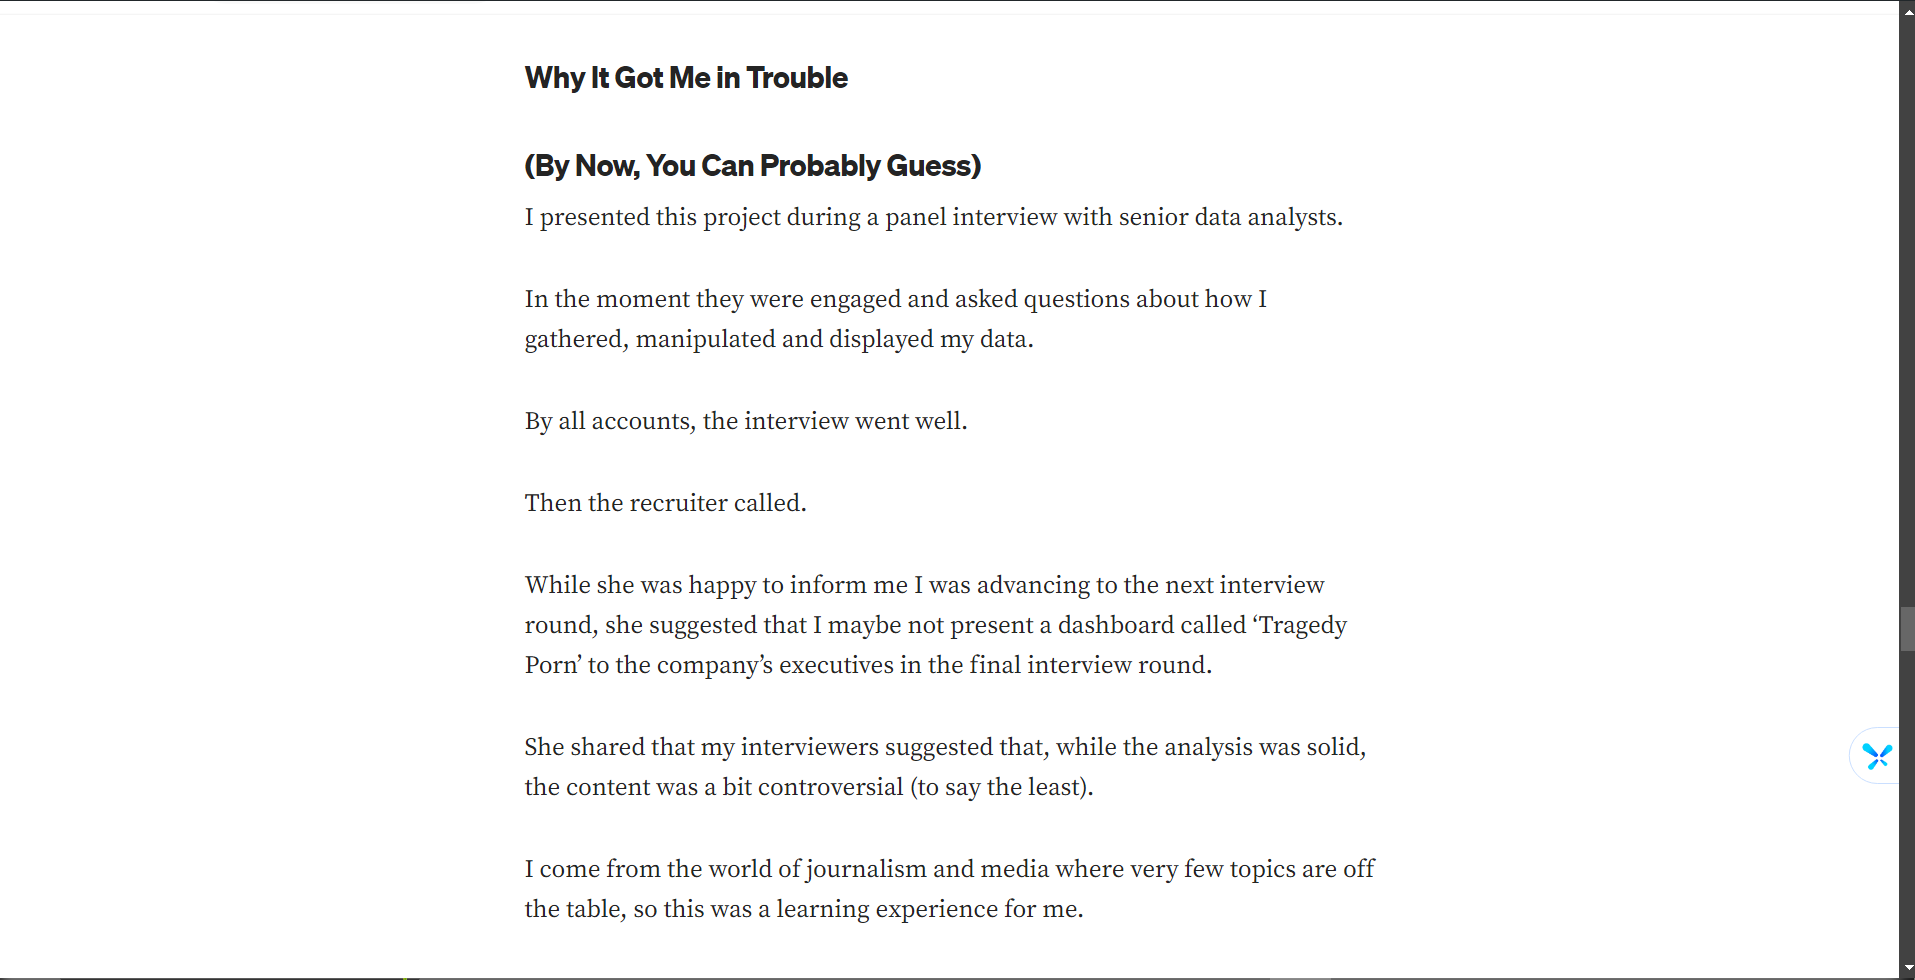 Why It Got Me in Trouble
(By Now, You Can Probably Guess)
I presented this project during a panel interview with senior data analysts.
In the moment they were engaged and asked questions about how I
gathered, manipulated and displayed my data.
By all accounts, the interview went well.
Then the recruiter called.
While she was happy to inform me I was advancing to the next interview
round, she suggested that I maybe not present a dashboard called ‘Tragedy
Porn’ to the company’s executives in the final interview round.
She shared that my interviewers suggested that, while the analysis was solid,
the content was a bit controversial (to say the least).
I come from the world of journalism and media where very few topics are off
the table, so this was a learning experience for me.